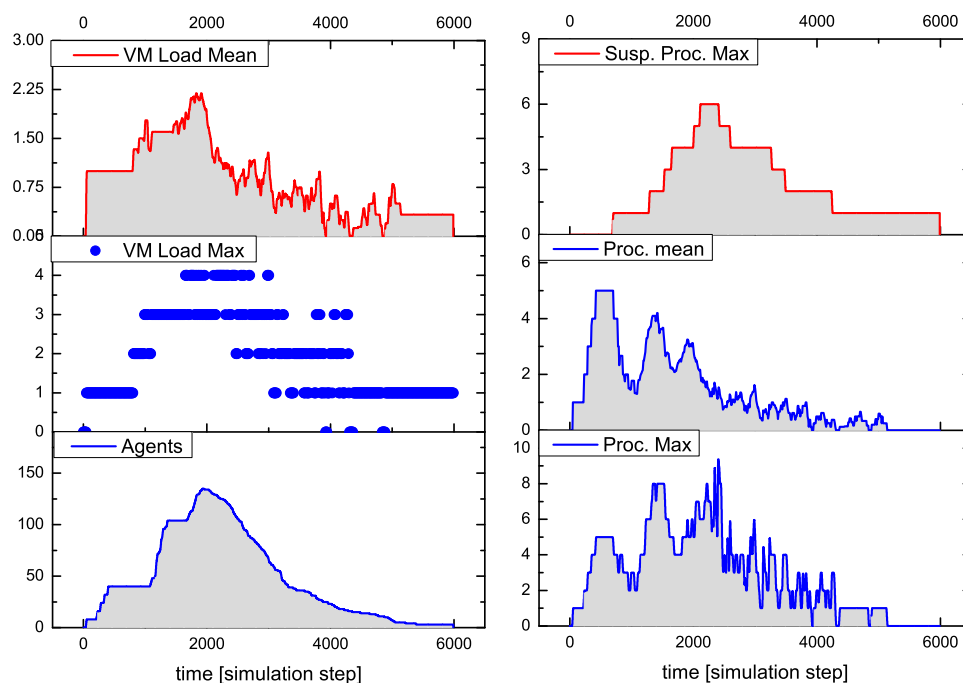 0 2000 4000 6000
0 2000 4000 6000
3.00
2.25
1.50
0.75
0.00
VM Load Mean
9
6
3
0
Susp. Proc. Max
5
4
3
2
1
0
VM Load Max
6
4
2
0
Proc. mean
150
100
50
0
Agents
10
8
6
4
2
0
Proc. Max
0 2000 4000 6000
0 2000 4000 6000
time [simulation step]
time [simulation step]